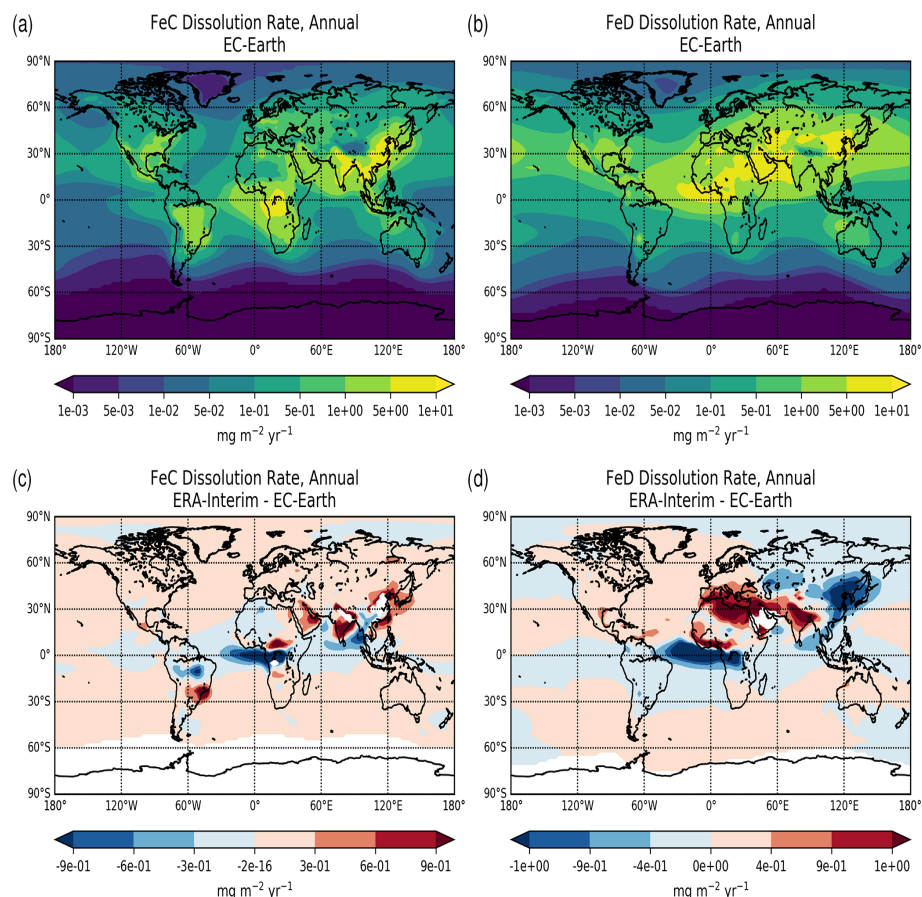 (a)
FeC Dissolution Rate, Annual
EC-Earth
90°N
60°N
30°N
0°
30°S
60°S
90°S
180° 120°W 60°W 0° 60°E 120°E 180°
1e-03 5e-03 1e-02 5e-02 1e-01 5e-01 1e+00 5e+00 1e+01
mg m⁻² yr⁻¹
(b)
FeD Dissolution Rate, Annual
EC-Earth
90°N
60°N
30°N
0°
30°S
60°S
90°S
180° 120°W 60°W 0° 60°E 120°E 180°
1e-03 5e-03 1e-02 5e-02 1e-01 5e-01 1e+00 5e+00 1e+01
mg m⁻² yr⁻¹
(c)
FeC Dissolution Rate, Annual
ERA-Interim - EC-Earth
90°N
60°N
30°N
0°
30°S
60°S
90°S
180° 120°W 60°W 0° 60°E 120°E 180°
-9e-01 -6e-01 -3e-01 -2e-16 3e-01 6e-01 9e-01
mg m⁻² yr⁻¹
(d)
FeD Dissolution Rate, Annual
ERA-Interim - EC-Earth
90°N
60°N
30°N
0°
30°S
60°S
90°S
180° 120°W 60°W 0° 60°E 120°E 180°
-1e+00 -9e-01 -4e-01 0e+00 4e-01 9e-01 1e+00
mg m⁻² yr⁻¹